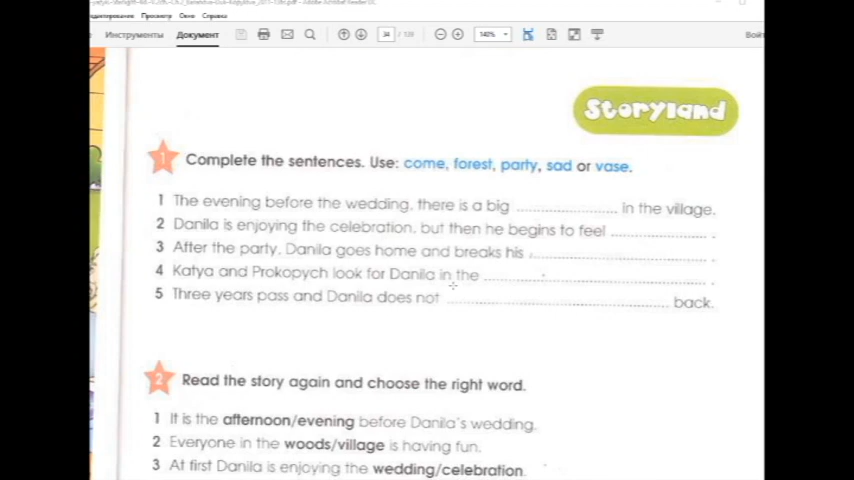 Инструменты Документ 34 / 128 140%
Storyland
1 Complete the sentences. Use: come, forest, party, sad or vase.
1 The evening before the wedding, there is a big .................... in the village.
2 Danila is enjoying the celebration, but then he begins to feel .................... .
3 After the party, Danila goes home and breaks his .................... .
4 Katya and Prokopych look for Danila in the .................... .
5 Three years pass and Danila does not .................... back.
2 Read the story again and choose the right word.
1 It is the afternoon/evening before Danila's wedding.
2 Everyone in the woods/village is having fun.
3 At first Danila is enjoying the wedding/celebration.